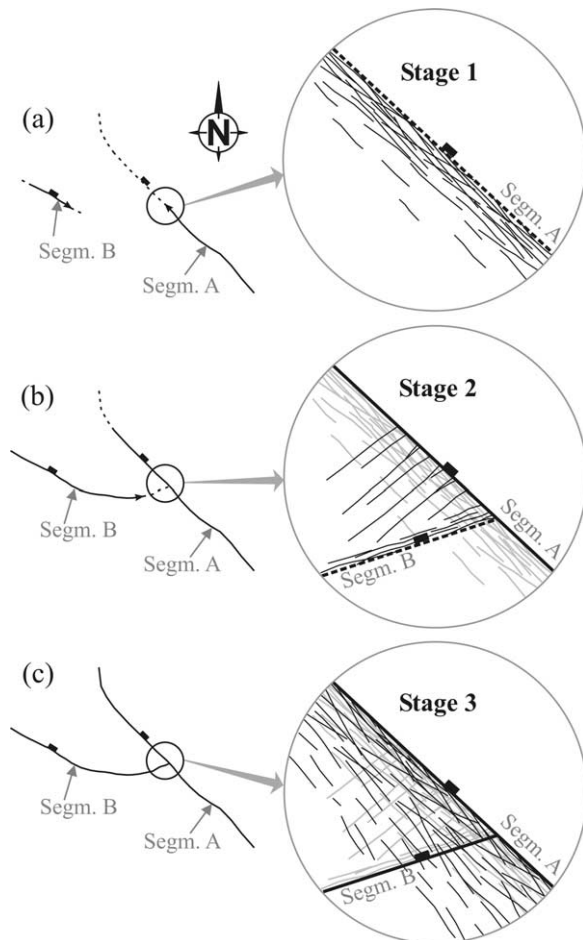 Stage 1
(a)
N
Segm. A
Segm. B
Segm. A
(b)
Stage 2
Segm. B
Segm. A
Segm. A
Segm. B
(c)
Stage 3
Segm. B
Segm. A
Segm. A
Segm. B